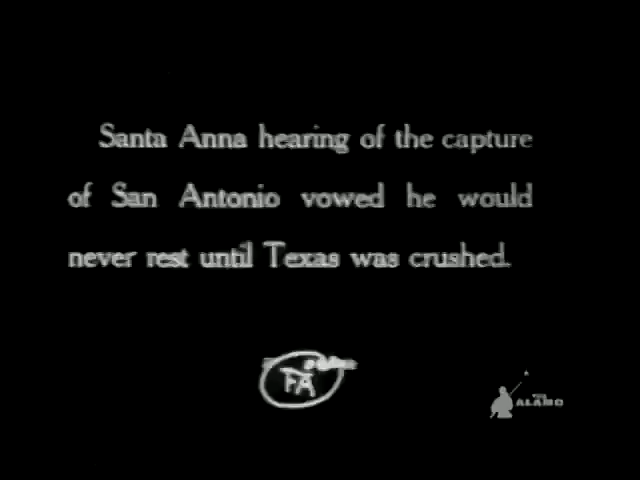 Santa Anna hearing of the capture
of San Antonio vowed he would
never rest until Texas was crushed.
FA
THE
ALAMO